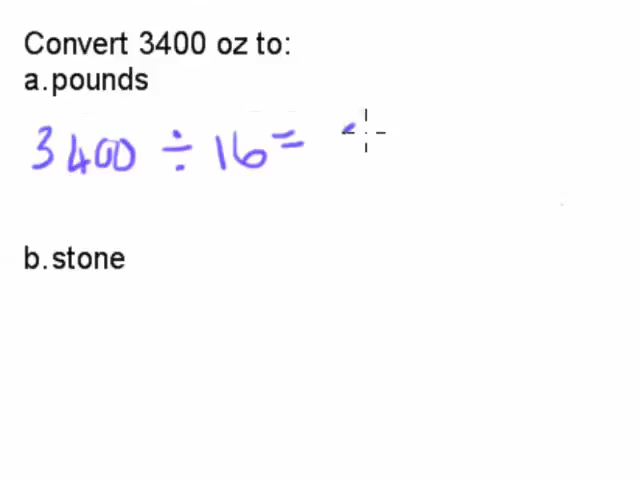 Convert 3400 oz to:
a.pounds
3400 ÷ 16 =
b.stone